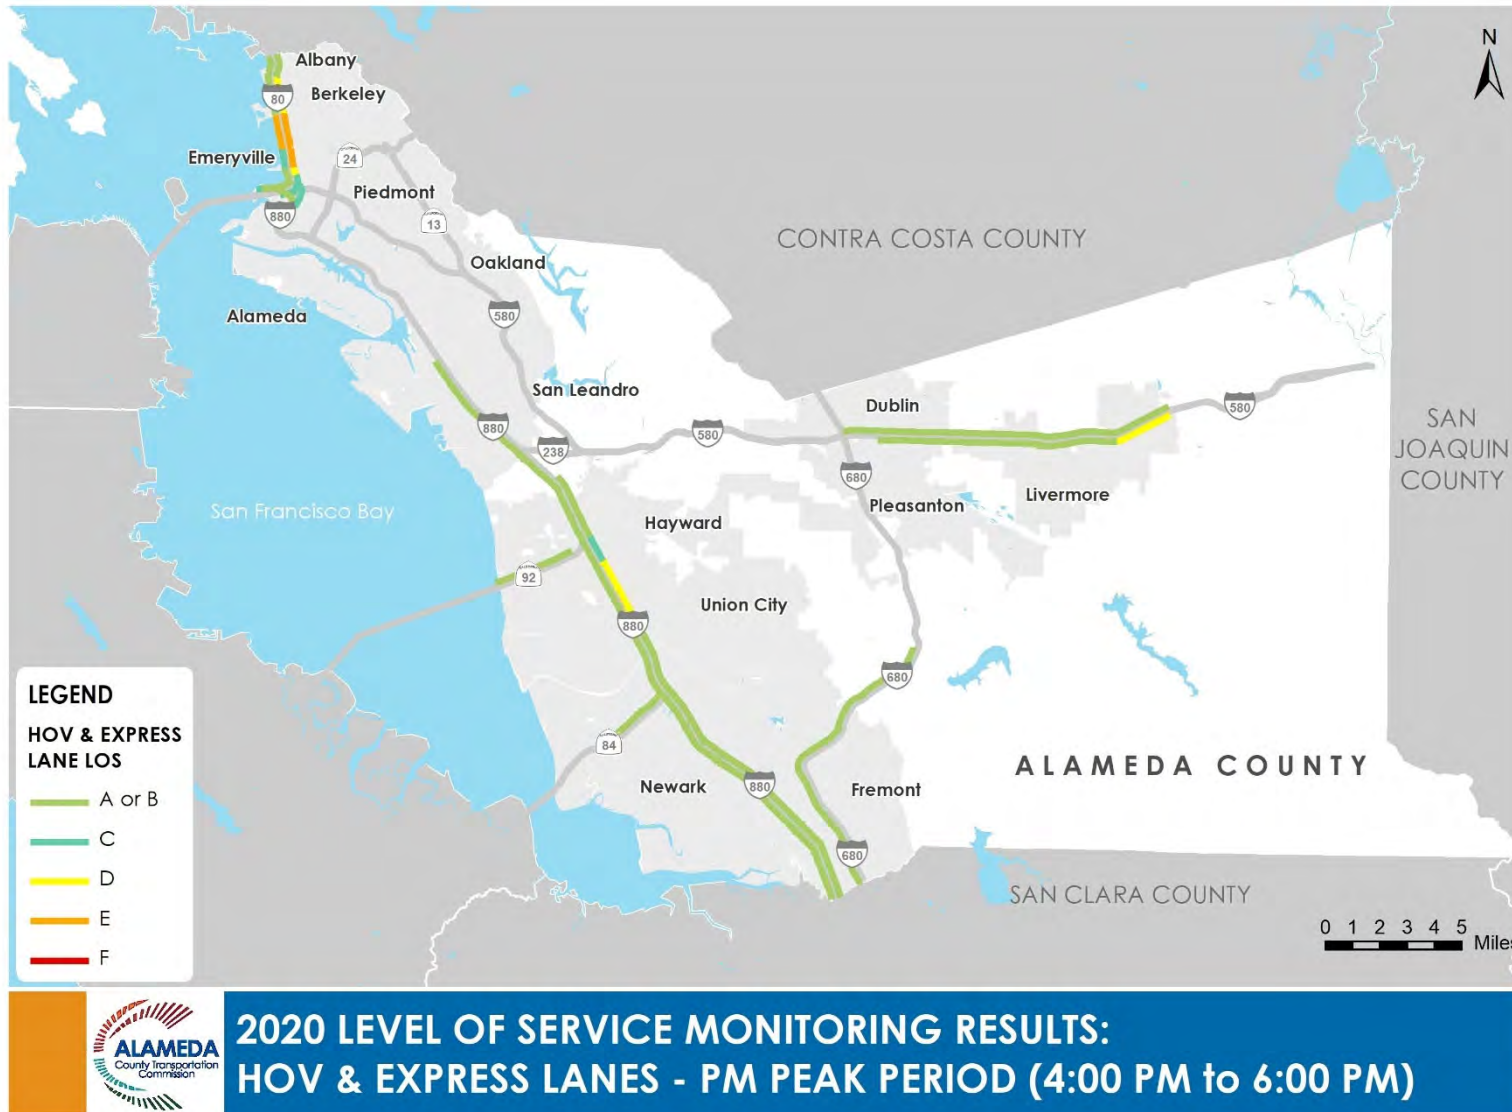 N
Albany
Berkeley
80
Emeryville
24
Piedmont
880
13
CONTRA COSTA COUNTY
Oakland
Alameda
580
San Leandro
Dublin
880
580
580
238
SAN
JOAQUIN
COUNTY
680
Livermore
Pleasanton
San Francisco Bay
Hayward
92
Union City
880
680
84
ALAMEDA COUNTY
Newark
880
Fremont
680
SAN CLARA COUNTY
LEGEND
HOV & EXPRESS
LANE LOS
A or B
C
D
E
F
0 1 2 3 4 5
Miles
ALAMEDA
County Transportation
Commission
2020 LEVEL OF SERVICE MONITORING RESULTS:
HOV & EXPRESS LANES - PM PEAK PERIOD (4:00 PM to 6:00 PM)